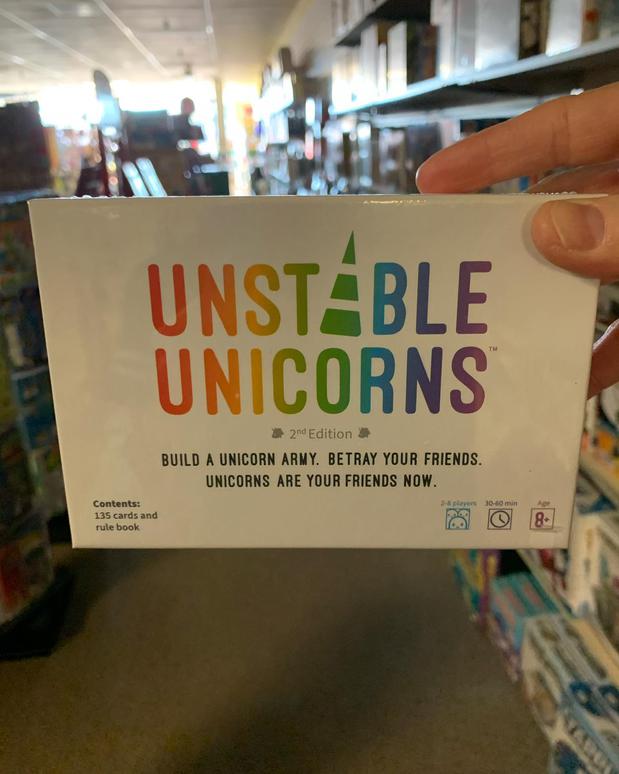 UNSTABLE
UNICORNS™
2nd Edition
BUILD A UNICORN ARMY. BETRAY YOUR FRIENDS.
UNICORNS ARE YOUR FRIENDS NOW.
Contents:
135 cards and
rule book
2-8 players
30-60 min
Age
8+